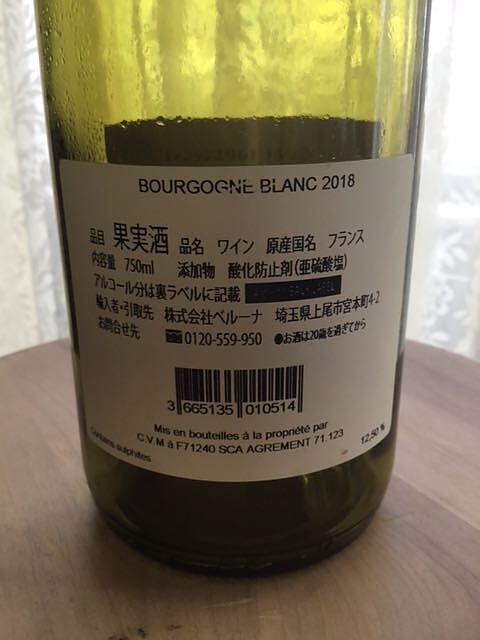 BOURGOGNE BLANC 2018
品目 果実酒 品名 ワイン 原産国名 フランス
内容量 750ml 添加物 酸化防止剤(亜硫酸塩)
アルコール分は裏ラベルに記載
輸入者・引取先 株式会社ベルーナ 埼玉県上尾市宮本町4-2
お問合せ先 ☎0120-559-950 ●お酒は20歳を過ぎてから
3 665135 010514
Mis en bouteilles à la propriété par
C.V.M à F71240 SCA AGREMENT 71.123
Contains sulphites
12,50 %